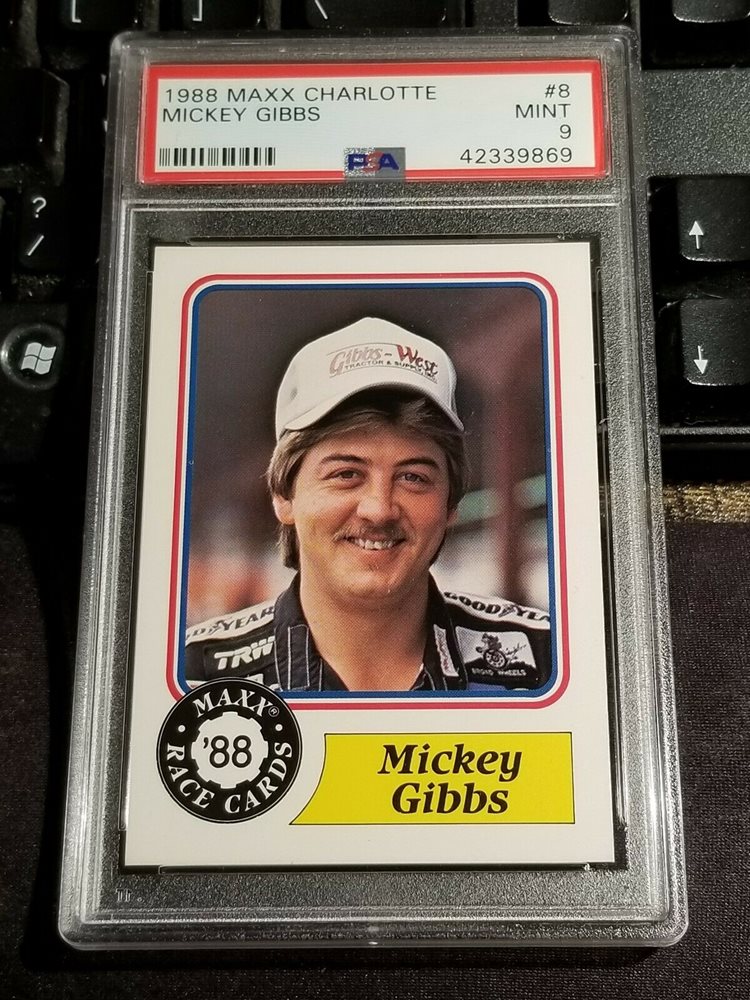 1988 MAXX CHARLOTTE #8
MICKEY GIBBS MINT
9
PSA 42339869
?
/
Gibbs-West
TRACTOR & SUPPLY, INC.
GOODYEAR
TRW
MAXX®
'88
RACE CARDS
Mickey
Gibbs